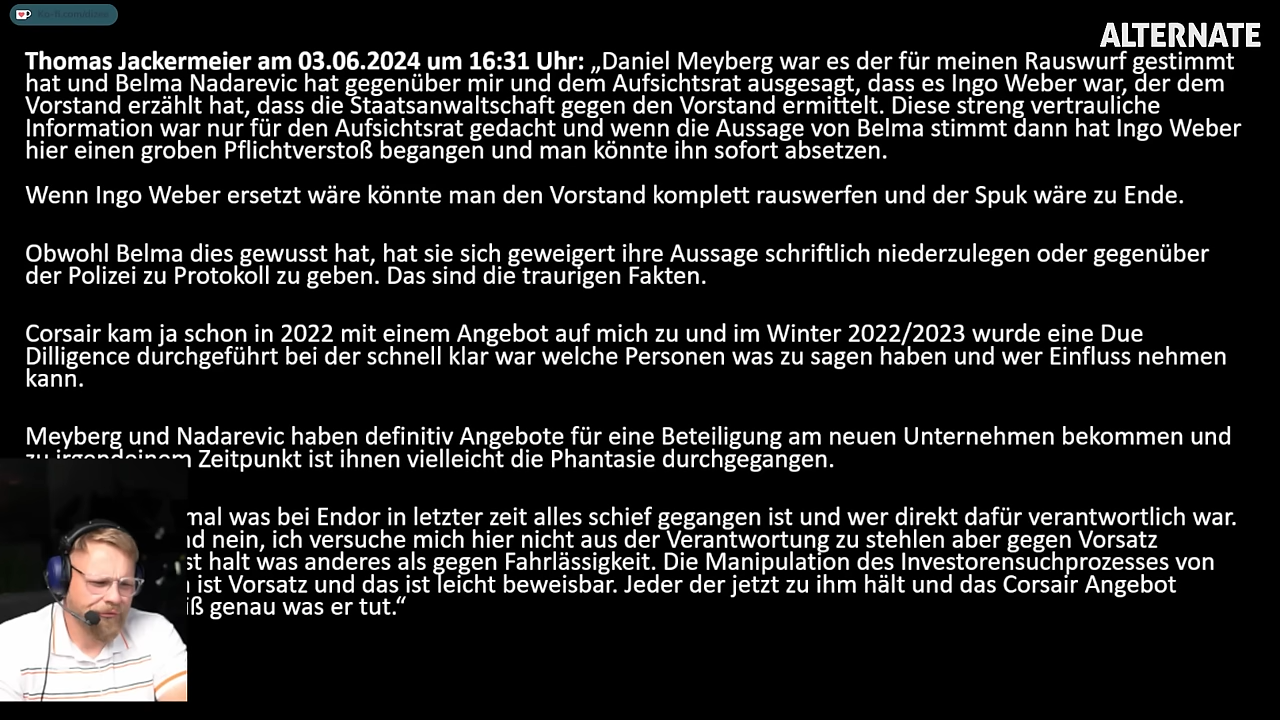 ALTERNATE
Thomas Jackermeier am 03.06.2024 um 16:31 Uhr: „Daniel Meyberg war es der für meinen Rauswurf gestimmt
hat und Belma Nadarevic hat gegenüber mir und dem Aufsichtsrat ausgesagt, dass es Ingo Weber war, der dem
Vorstand erzählt hat, dass die Staatsanwaltschaft gegen den Vorstand ermittelt. Diese streng vertrauliche
Information war nur für den Aufsichtsrat gedacht und wenn die Aussage von Belma stimmt dann hat Ingo Weber
hier einen groben Pflichtverstoß begangen und man könnte ihn sofort absetzen.
Wenn Ingo Weber ersetzt wäre könnte man den Vorstand komplett rauswerfen und der Spuk wäre zu Ende.
Obwohl Belma dies gewusst hat, hat sie sich geweigert ihre Aussage schriftlich niederzulegen oder gegenüber
der Polizei zu Protokoll zu geben. Das sind die traurigen Fakten.
Corsair kam ja schon in 2022 mit einem Angebot auf mich zu und im Winter 2022/2023 wurde eine Due
Dilligence durchgeführt bei der schnell klar war welche Personen was zu sagen haben und wer Einfluss nehmen
kann.
Meyberg und Nadarevic haben definitiv Angebote für eine Beteiligung am neuen Unternehmen bekommen und
zu irgendeinem Zeitpunkt ist ihnen vielleicht die Phantasie durchgegangen.
mal was bei Endor in letzter zeit alles schief gegangen ist und wer direkt dafür verantwortlich war.
nd nein, ich versuche mich hier nicht aus der Verantwortung zu stehlen aber gegen Vorsatz
st halt was anderes als gegen Fahrlässigkeit. Die Manipulation des Investorensuchprozesses von
ist Vorsatz und das ist leicht beweisbar. Jeder der jetzt zu ihm hält und das Corsair Angebot
iß genau was er tut.“